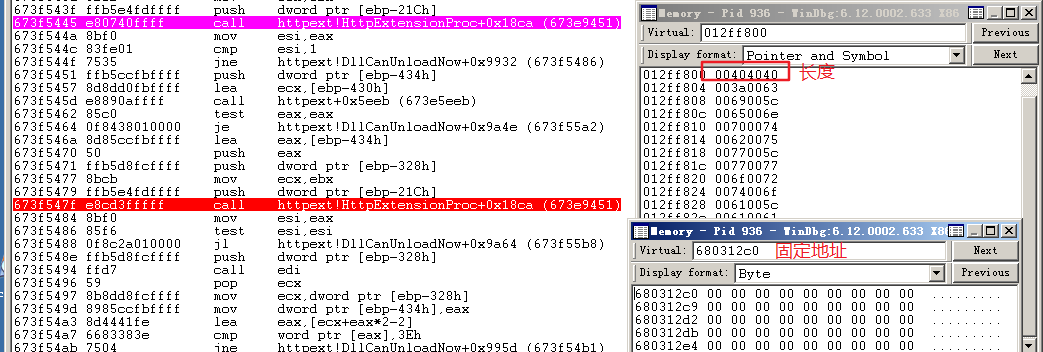 673f543f ffb5e4fdffff push dword ptr [ebp-21Ch]
673f5445 e80740ffff call httpext!HttpExtensionProc+0x18ca (673e9451)
673f544a 8bf0 mov esi,eax
673f544c 83fe01 cmp esi,1
673f544f 7535 jne httpext!DllCanUnloadNow+0x9932 (673f5486)
673f5451 ffb5ccfbffff push dword ptr [ebp-434h]
673f5457 8d8dd0fbffff lea ecx,[ebp-430h]
673f545d e8890affff call httpext+0x5eeb (673e5eeb)
673f5462 85c0 test eax,eax
673f5464 0f8438010000 je httpext!DllCanUnloadNow+0x9a4e (673f55a2)
673f546a 8d85ccfbffff lea eax,[ebp-434h]
673f5470 50 push eax
673f5471 ffb5d8fcffff push dword ptr [ebp-328h]
673f5477 8bcb mov ecx,ebx
673f5479 ffb5e4fdffff push dword ptr [ebp-21Ch]
673f547f e8cd3fffff call httpext!HttpExtensionProc+0x18ca (673e9451)
673f5484 8bf0 mov esi,eax
673f5486 85f6 test esi,esi
673f5488 0f8c2a010000 jl httpext!DllCanUnloadNow+0x9a64 (673f55b8)
673f548e ffb5d8fcffff push dword ptr [ebp-328h]
673f5494 ffd7 call edi
673f5496 59 pop ecx
673f5497 8b8dd8fcffff mov ecx,dword ptr [ebp-328h]
673f549d 8985ccfbffff mov dword ptr [ebp-434h],eax
673f54a3 8d4441fe lea eax,[ecx+eax*2-2]
673f54a7 6683383e cmp word ptr [eax],3Eh
673f54ab 7504 jne httpext!DllCanUnloadNow+0x995d (673f54b1)
Memory - Pid 936 - WinDbg:6.12.0002.633 X86
Virtual: 012ff800 Previous
Display format: Pointer and Symbol Next
012ff800 00404040 长度
012ff804 003a0063
012ff808 0069005c
012ff80c 0065006e
012ff810 00700074
012ff814 00620075
012ff818 0077005c
012ff81c 00770077
012ff820 006f0072
012ff824 0074006f
012ff828 0061005c
012ff82c 00610061
Memory - Pid 936 - WinDbg:6.12.0002.633 X86
Virtual: 680312c0 固定地址 Next
Display format: Byte Previous
680312c0 00 00 00 00 00 00 00 00 00 .........
680312c9 00 00 00 00 00 00 00 00 00 .........
680312d2 00 00 00 00 00 00 00 00 00 .........
680312db 00 00 00 00 00 00 00 00 00 .........
680312e4 00 00 00 00 00 00 00 00 00 .........